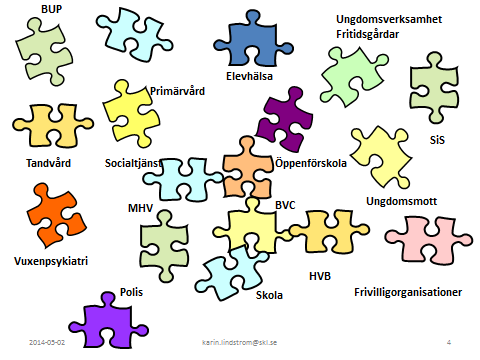 BUP
Ungdomsverksamhet
Fritidsgårdar
Elevhälsa
Primärvård
SiS
Tandvård
Socialtjänst
Öppenförskola
Ungdomsmott
MHV
BVC
Vuxenpsykiatri
HVB
Skola
Frivilligorganisationer
Polis
2014-05-02
karin.lindstrom@skl.se
4